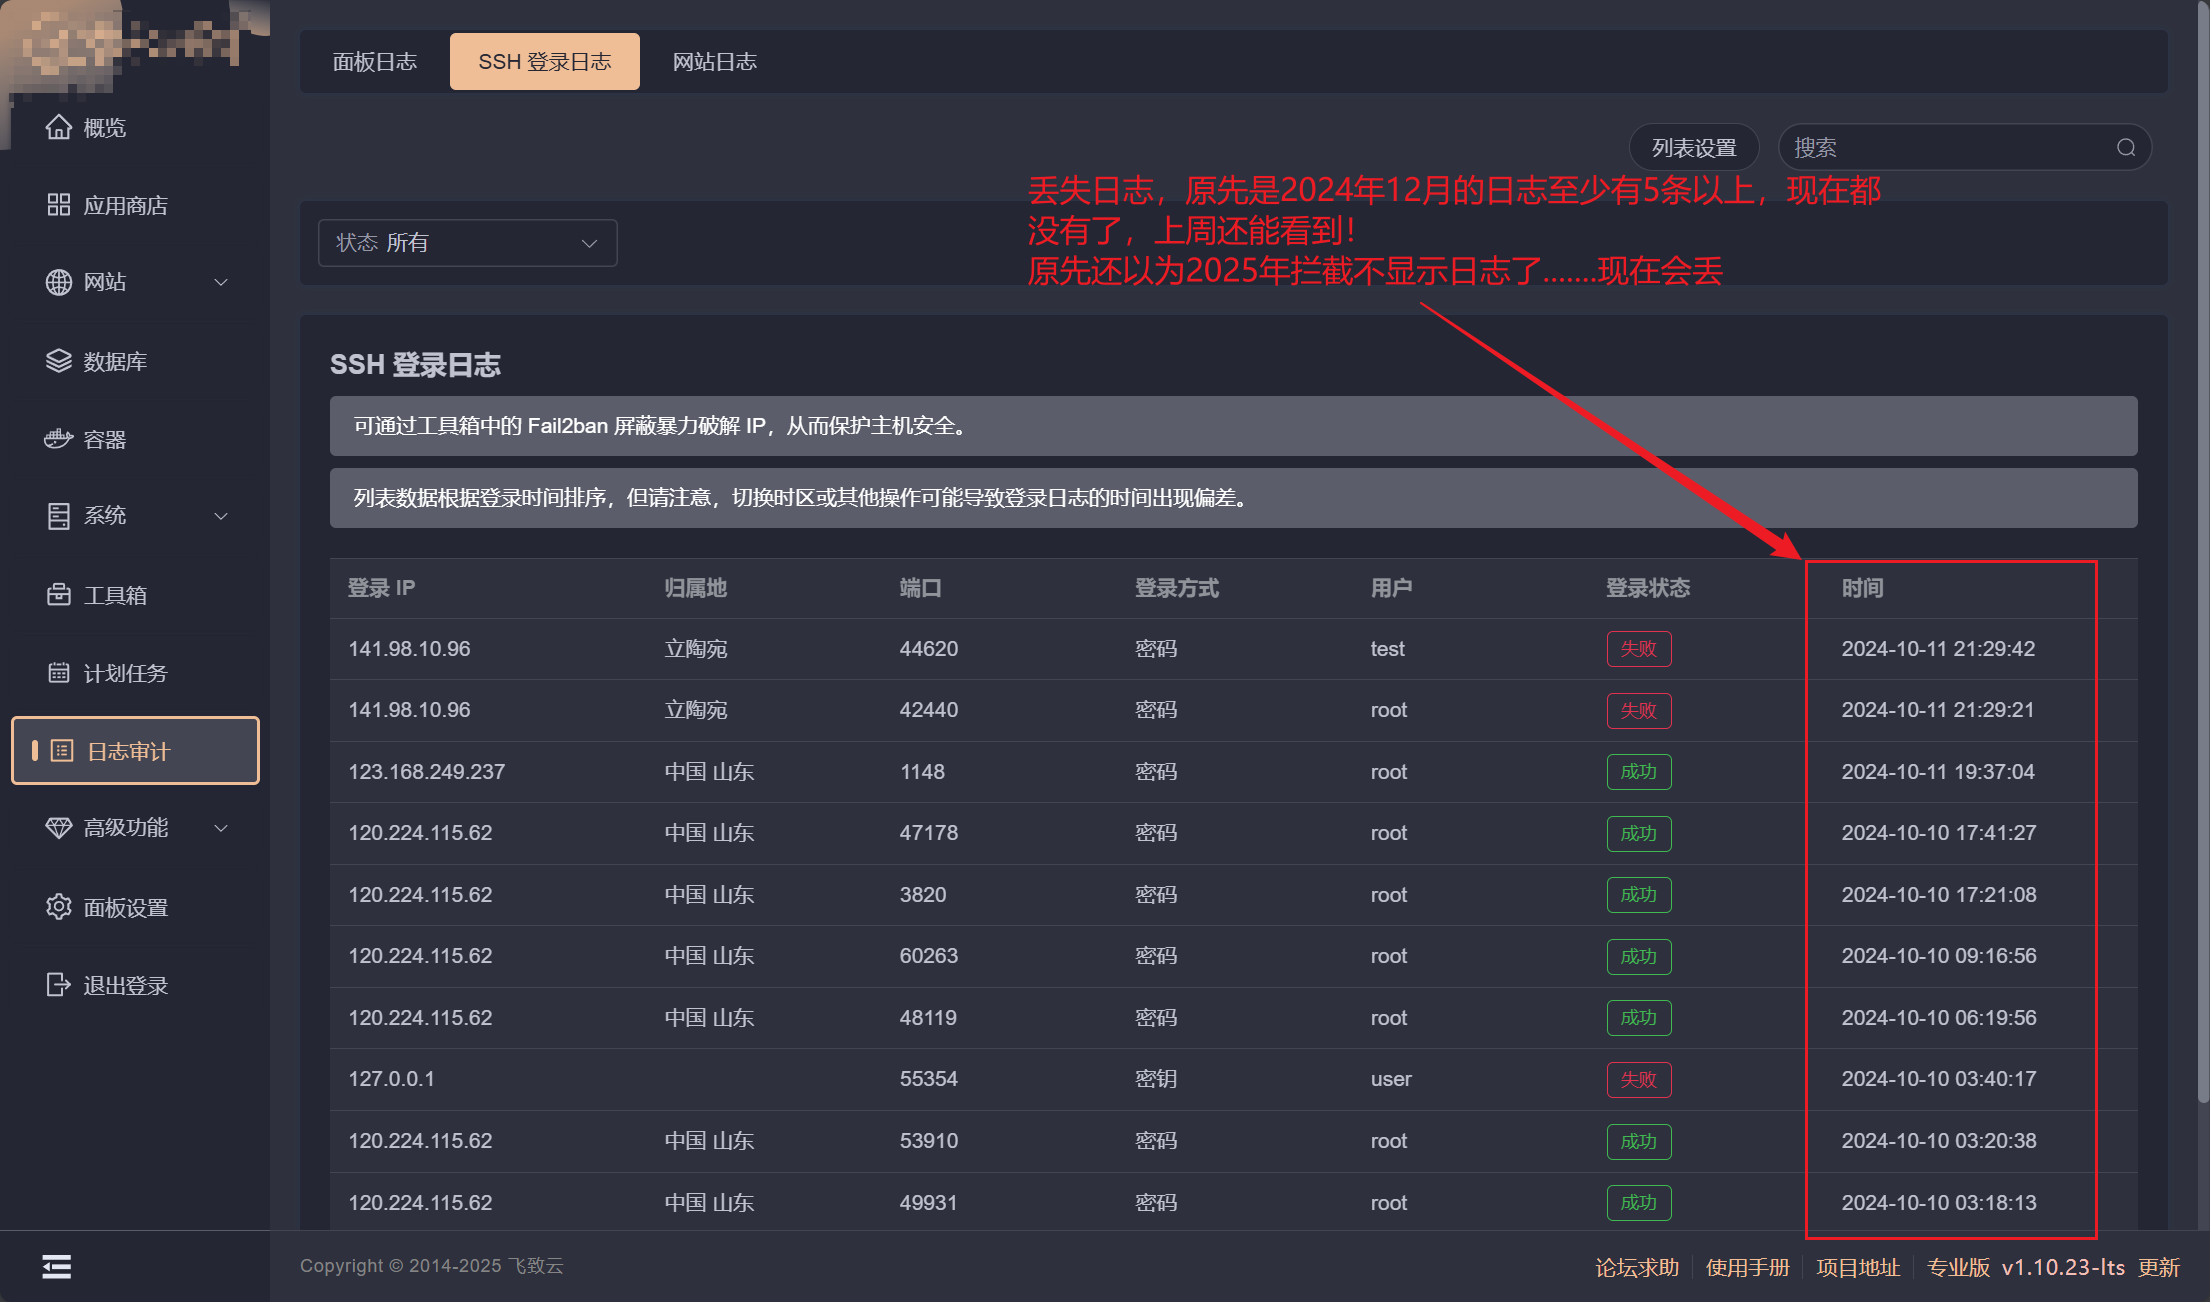 面板日志
SSH 登录日志
网站日志
概览
应用商店
网站
数据库
容器
系统
工具箱
计划任务
日志审计
高级功能
面板设置
退出登录
列表设置
搜索
状态 所有
丢失日志，原先是2024年12月的日志至少有5条以上，现在都
没有了，上周还能看到！
原先还以为2025年拦截不显示日志了.......现在会丢
SSH 登录日志
可通过工具箱中的 Fail2ban 屏蔽暴力破解 IP，从而保护主机安全。
列表数据根据登录时间排序，但请注意，切换时区或其他操作可能导致登录日志的时间出现偏差。
登录 IP 归属地 端口 登录方式 用户 登录状态 时间
141.98.10.96 立陶宛 44620 密码 test 失败 2024-10-11 21:29:42
141.98.10.96 立陶宛 42440 密码 root 失败 2024-10-11 21:29:21
123.168.249.237 中国 山东 1148 密码 root 成功 2024-10-11 19:37:04
120.224.115.62 中国 山东 47178 密码 root 成功 2024-10-10 17:41:27
120.224.115.62 中国 山东 3820 密码 root 成功 2024-10-10 17:21:08
120.224.115.62 中国 山东 60263 密码 root 成功 2024-10-10 09:16:56
120.224.115.62 中国 山东 48119 密码 root 成功 2024-10-10 06:19:56
127.0.0.1 55354 密钥 user 失败 2024-10-10 03:40:17
120.224.115.62 中国 山东 53910 密码 root 成功 2024-10-10 03:20:38
120.224.115.62 中国 山东 49931 密码 root 成功 2024-10-10 03:18:13
Copyright © 2014-2025 飞致云
论坛求助 使用手册 项目地址 专业版 v1.10.23-lts 更新